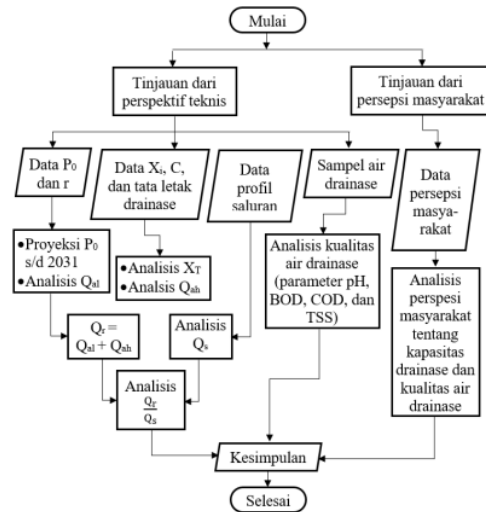 Mulai
Tinjauan dari
perspektif teknis
Tinjauan dari
persepsi masyarakat
Data P₀
dan r
Data Xᵢ, C,
dan tata letak
drainase
Data
profil
saluran
Sampel air
drainase
Data
persepsi
masya-
rakat
●Proyeksi P₀
s/d 2031
●Analisis Qal
●Analisis XT
●Analsis Qah
Analisis kualitas
air drainase
(parameter pH,
BOD, COD, dan
TSS)
Analisis
perspesi
masyarakat
tentang
kapasitas
drainase dan
kualitas air
drainase
Qr =
Qal + Qah
Analisis
Qs
Analisis
Qr
Qs
Kesimpulan
Selesai